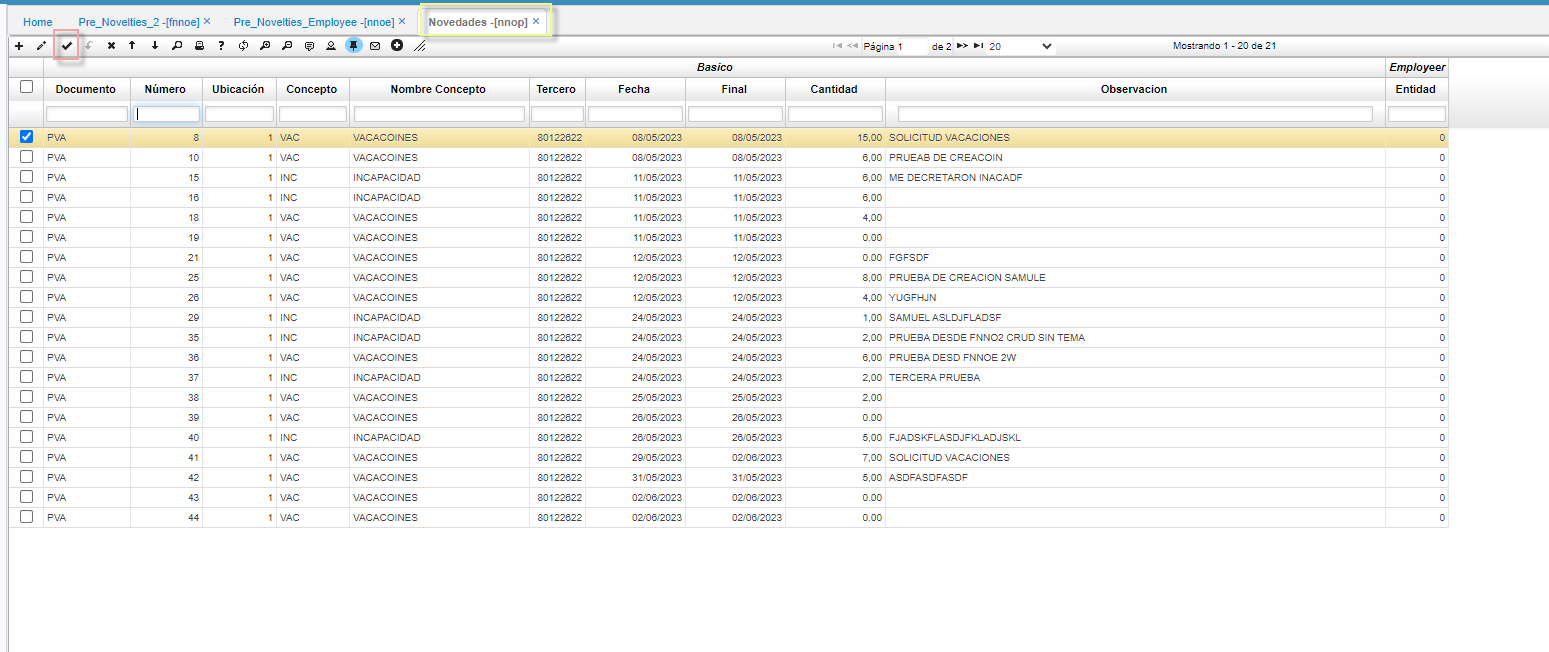 Home Pre_Novelties_2 -[fnnoe] × Pre_Novelties_Employee -[nnoe] × Novedades -[nnop] ×
Página 1 de 2 20 Mostrando 1 - 20 de 21
Basico Employeer
Documento Número Ubicación Concepto Nombre Concepto Tercero Fecha Final Cantidad Observacion Entidad
PVA 8 1 VAC VACACOINES 80122622 08/05/2023 08/05/2023 15,00 SOLICITUD VACACIONES 0
PVA 10 1 VAC VACACOINES 80122622 08/05/2023 08/05/2023 6,00 PRUEAB DE CREACOIN 0
PVA 15 1 INC INCAPACIDAD 80122622 11/05/2023 11/05/2023 6,00 ME DECRETARON INACADF 0
PVA 16 1 INC INCAPACIDAD 80122622 11/05/2023 11/05/2023 6,00 0
PVA 18 1 VAC VACACOINES 80122622 11/05/2023 11/05/2023 4,00 0
PVA 19 1 VAC VACACOINES 80122622 11/05/2023 11/05/2023 0.00 0
PVA 21 1 VAC VACACOINES 80122622 12/05/2023 12/05/2023 0.00 FGFSDF 0
PVA 25 1 VAC VACACOINES 80122622 12/05/2023 12/05/2023 8,00 PRUEBA DE CREACION SAMULE 0
PVA 26 1 VAC VACACOINES 80122622 12/05/2023 12/05/2023 4,00 YUGFHJN 0
PVA 29 1 INC INCAPACIDAD 80122622 24/05/2023 24/05/2023 1,00 SAMUEL ASLDJFLADSF 0
PVA 35 1 INC INCAPACIDAD 80122622 24/05/2023 24/05/2023 2,00 PRUEBA DESDE FNNO2 CRUD SIN TEMA 0
PVA 36 1 VAC VACACOINES 80122622 24/05/2023 24/05/2023 6,00 PRUEBA DESD FNNOE 2W 0
PVA 37 1 INC INCAPACIDAD 80122622 24/05/2023 24/05/2023 2,00 TERCERA PRUEBA 0
PVA 38 1 VAC VACACOINES 80122622 25/05/2023 25/05/2023 2,00 0
PVA 39 1 VAC VACACOINES 80122622 26/05/2023 26/05/2023 0.00 0
PVA 40 1 INC INCAPACIDAD 80122622 26/05/2023 26/05/2023 5,00 FJADSKFLASDJFKLADJSKL 0
PVA 41 1 VAC VACACOINES 80122622 29/05/2023 02/06/2023 7,00 SOLICITUD VACACIONES 0
PVA 42 1 VAC VACACOINES 80122622 31/05/2023 31/05/2023 5,00 ASDFASDFASDF 0
PVA 43 1 VAC VACACOINES 80122622 02/06/2023 02/06/2023 0.00 0
PVA 44 1 VAC VACACOINES 80122622 02/06/2023 02/06/2023 0.00 0